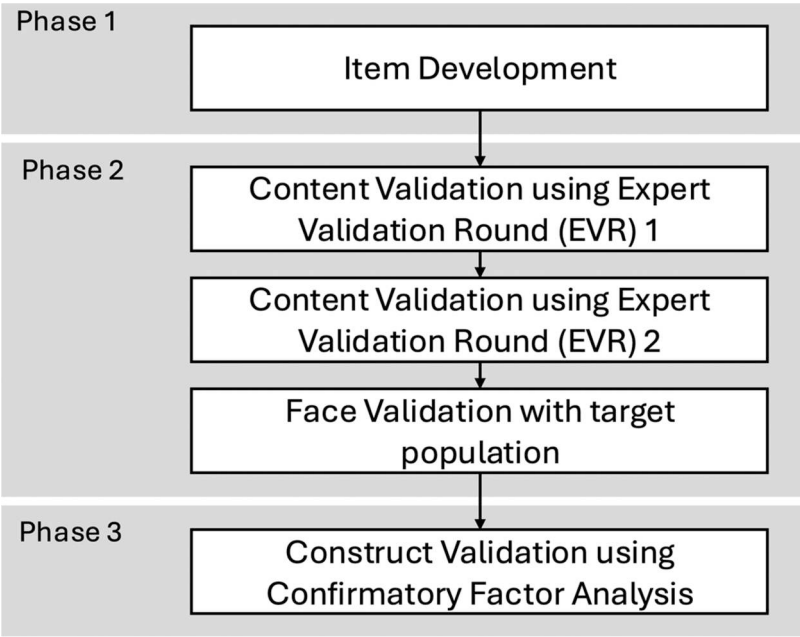 Phase 1
Item Development
Phase 2
Content Validation using Expert
Validation Round (EVR) 1
Content Validation using Expert
Validation Round (EVR) 2
Face Validation with target
population
Phase 3
Construct Validation using
Confirmatory Factor Analysis